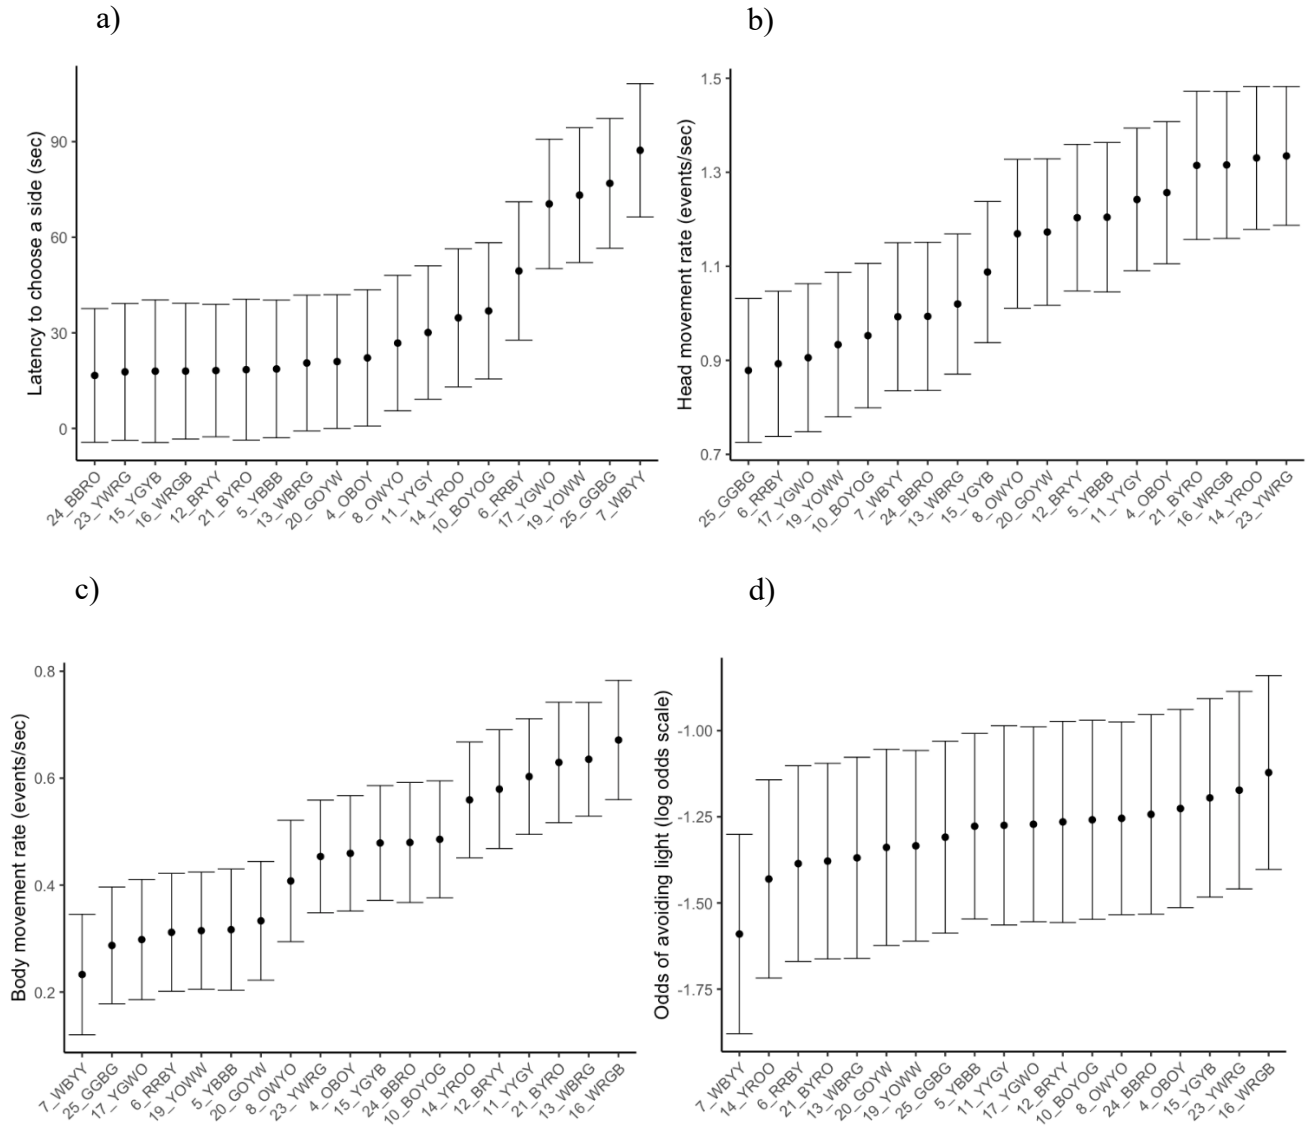 a)
Latency to choose a side (sec)
90
60
30
0
24_BBRO
23_YWRG
15_YGYB
16_WRGB
12_BRYY
21_BYRO
5_YBBB
13_WBRG
20_GOYW
4_OBOY
8_OWYO
11_YYGY
14_YROO
10_BOYOG
6_RRBY
17_YGWO
19_YOWW
25_GGBG
7_WBYY
b)
Head movement rate (events/sec)
1.5
1.3
1.1
0.9
0.7
25_GGBG
6_RRBY
17_YGWO
19_YOWW
10_BOYOG
7_WBYY
24_BBRO
13_WBRG
15_YGYB
8_OWYO
20_GOYW
12_BRYY
5_YBBB
11_YYGY
4_OBOY
21_BYRO
16_WRGB
14_YROO
23_YWRG
c)
Body movement rate (events/sec)
0.8
0.6
0.4
0.2
7_WBYY
25_GGBG
17_YGWO
6_RRBY
19_YOWW
5_YBBB
20_GOYW
8_OWYO
23_YWRG
4_OBOY
15_YGYB
24_BBRO
10_BOYOG
14_YROO
12_BRYY
11_YYGY
21_BYRO
13_WBRG
16_WRGB
d)
Odds of avoiding light (log odds scale)
-1.00
-1.25
-1.50
-1.75
7_WBYY
14_YROO
6_RRBY
21_BYRO
13_WBRG
20_GOYW
19_YOWW
25_GGBG
5_YBBB
11_YYGY
17_YGWO
12_BRYY
10_BOYOG
8_OWYO
24_BBRO
4_OBOY
15_YGYB
23_YWRG
16_WRGB